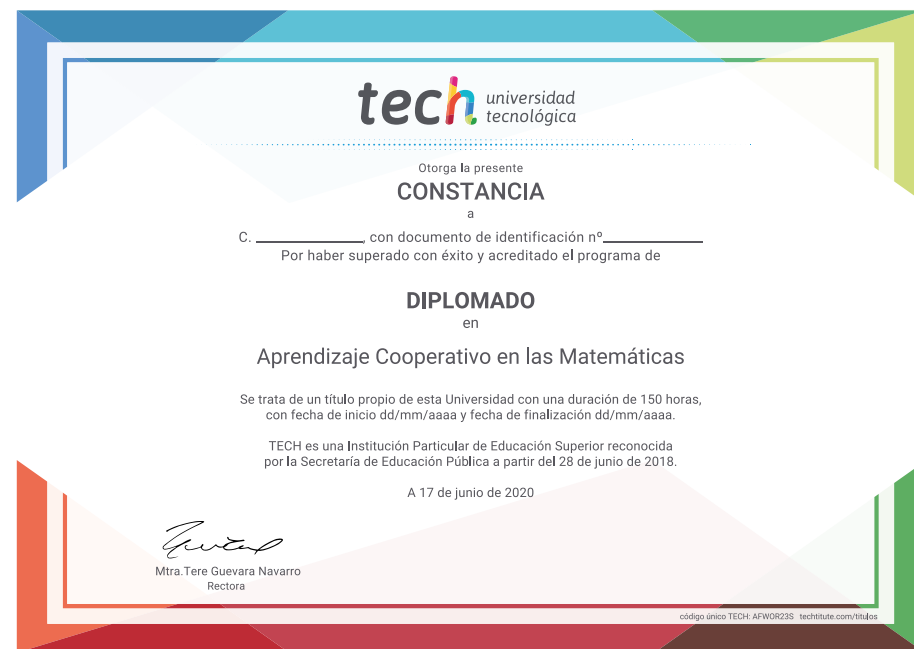 tech universidad
tecnológica
Otorga la presente
CONSTANCIA
a
C. ____________, con documento de identificación nº____________
Por haber superado con éxito y acreditado el programa de
DIPLOMADO
en
Aprendizaje Cooperativo en las Matemáticas
Se trata de un título propio de esta Universidad con una duración de 150 horas,
con fecha de inicio dd/mm/aaaa y fecha de finalización dd/mm/aaaa.
TECH es una Institución Particular de Educación Superior reconocida
por la Secretaría de Educación Pública a partir del 28 de junio de 2018.
A 17 de junio de 2020
Mtra.Tere Guevara Navarro
Rectora
código único TECH: AFWOR23S techtitute.com/titulos